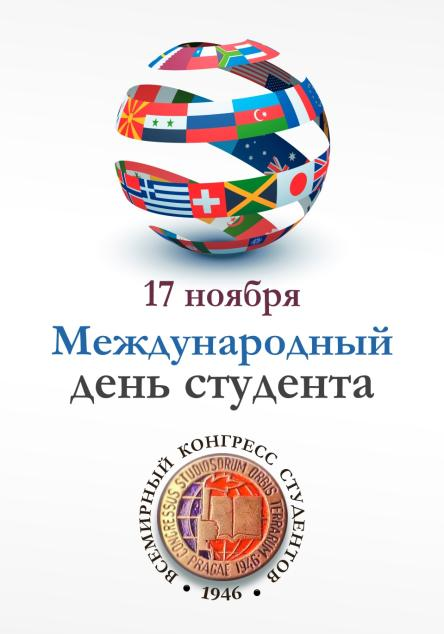 17 ноября
Международный
день студента
ВСЕМИРНЫЙ КОНГРЕСС СТУДЕНТОВ
• 1946 •
CONGRESSUS STUDIOSORUM ORBIS TERRARUM
PRAGAE 1946